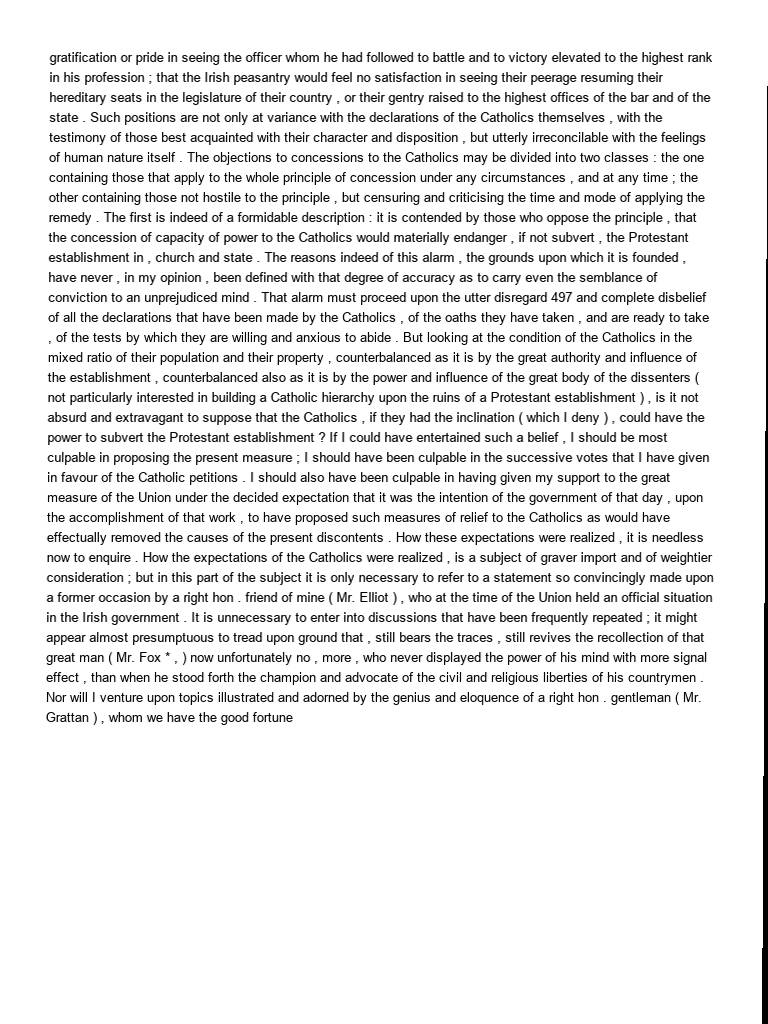 gratification or pride in seeing the officer whom he had followed to battle and to victory elevated to the highest rank
in his profession ; that the Irish peasantry would feel no satisfaction in seeing their peerage resuming their
hereditary seats in the legislature of their country , or their gentry raised to the highest offices of the bar and of the
state . Such positions are not only at variance with the declarations of the Catholics themselves , with the
testimony of those best acquainted with their character and disposition , but utterly irreconcilable with the feelings
of human nature itself . The objections to concessions to the Catholics may be divided into two classes : the one
containing those that apply to the whole principle of concession under any circumstances , and at any time ; the
other containing those not hostile to the principle , but censuring and criticising the time and mode of applying the
remedy . The first is indeed of a formidable description : it is contended by those who oppose the principle , that
the concession of capacity of power to the Catholics would materially endanger , if not subvert , the Protestant
establishment in , church and state . The reasons indeed of this alarm , the grounds upon which it is founded ,
have never , in my opinion , been defined with that degree of accuracy as to carry even the semblance of
conviction to an unprejudiced mind . That alarm must proceed upon the utter disregard 497 and complete disbelief
of all the declarations that have been made by the Catholics , of the oaths they have taken , and are ready to take
, of the tests by which they are willing and anxious to abide . But looking at the condition of the Catholics in the
mixed ratio of their population and their property , counterbalanced as it is by the great authority and influence of
the establishment , counterbalanced also as it is by the power and influence of the great body of the dissenters (
not particularly interested in building a Catholic hierarchy upon the ruins of a Protestant establishment ) , is it not
absurd and extravagant to suppose that the Catholics , if they had the inclination ( which I deny ) , could have the
power to subvert the Protestant establishment ? If I could have entertained such a belief , I should be most
culpable in proposing the present measure ; I should have been culpable in the successive votes that I have given
in favour of the Catholic petitions . I should also have been culpable in having given my support to the great
measure of the Union under the decided expectation that it was the intention of the government of that day , upon
the accomplishment of that work , to have proposed such measures of relief to the Catholics as would have
effectually removed the causes of the present discontents . How these expectations were realized , it is needless
now to enquire . How the expectations of the Catholics were realized , is a subject of graver import and of weightier
consideration ; but in this part of the subject it is only necessary to refer to a statement so convincingly made upon
a former occasion by a right hon . friend of mine ( Mr. Elliot ) , who at the time of the Union held an official situation
in the Irish government . It is unnecessary to enter into discussions that have been frequently repeated ; it might
appear almost presumptuous to tread upon ground that , still bears the traces , still revives the recollection of that
great man ( Mr. Fox * , ) now unfortunately no , more , who never displayed the power of his mind with more signal
effect , than when he stood forth the champion and advocate of the civil and religious liberties of his countrymen .
Nor will I venture upon topics illustrated and adorned by the genius and eloquence of a right hon . gentleman ( Mr.
Grattan ) , whom we have the good fortune